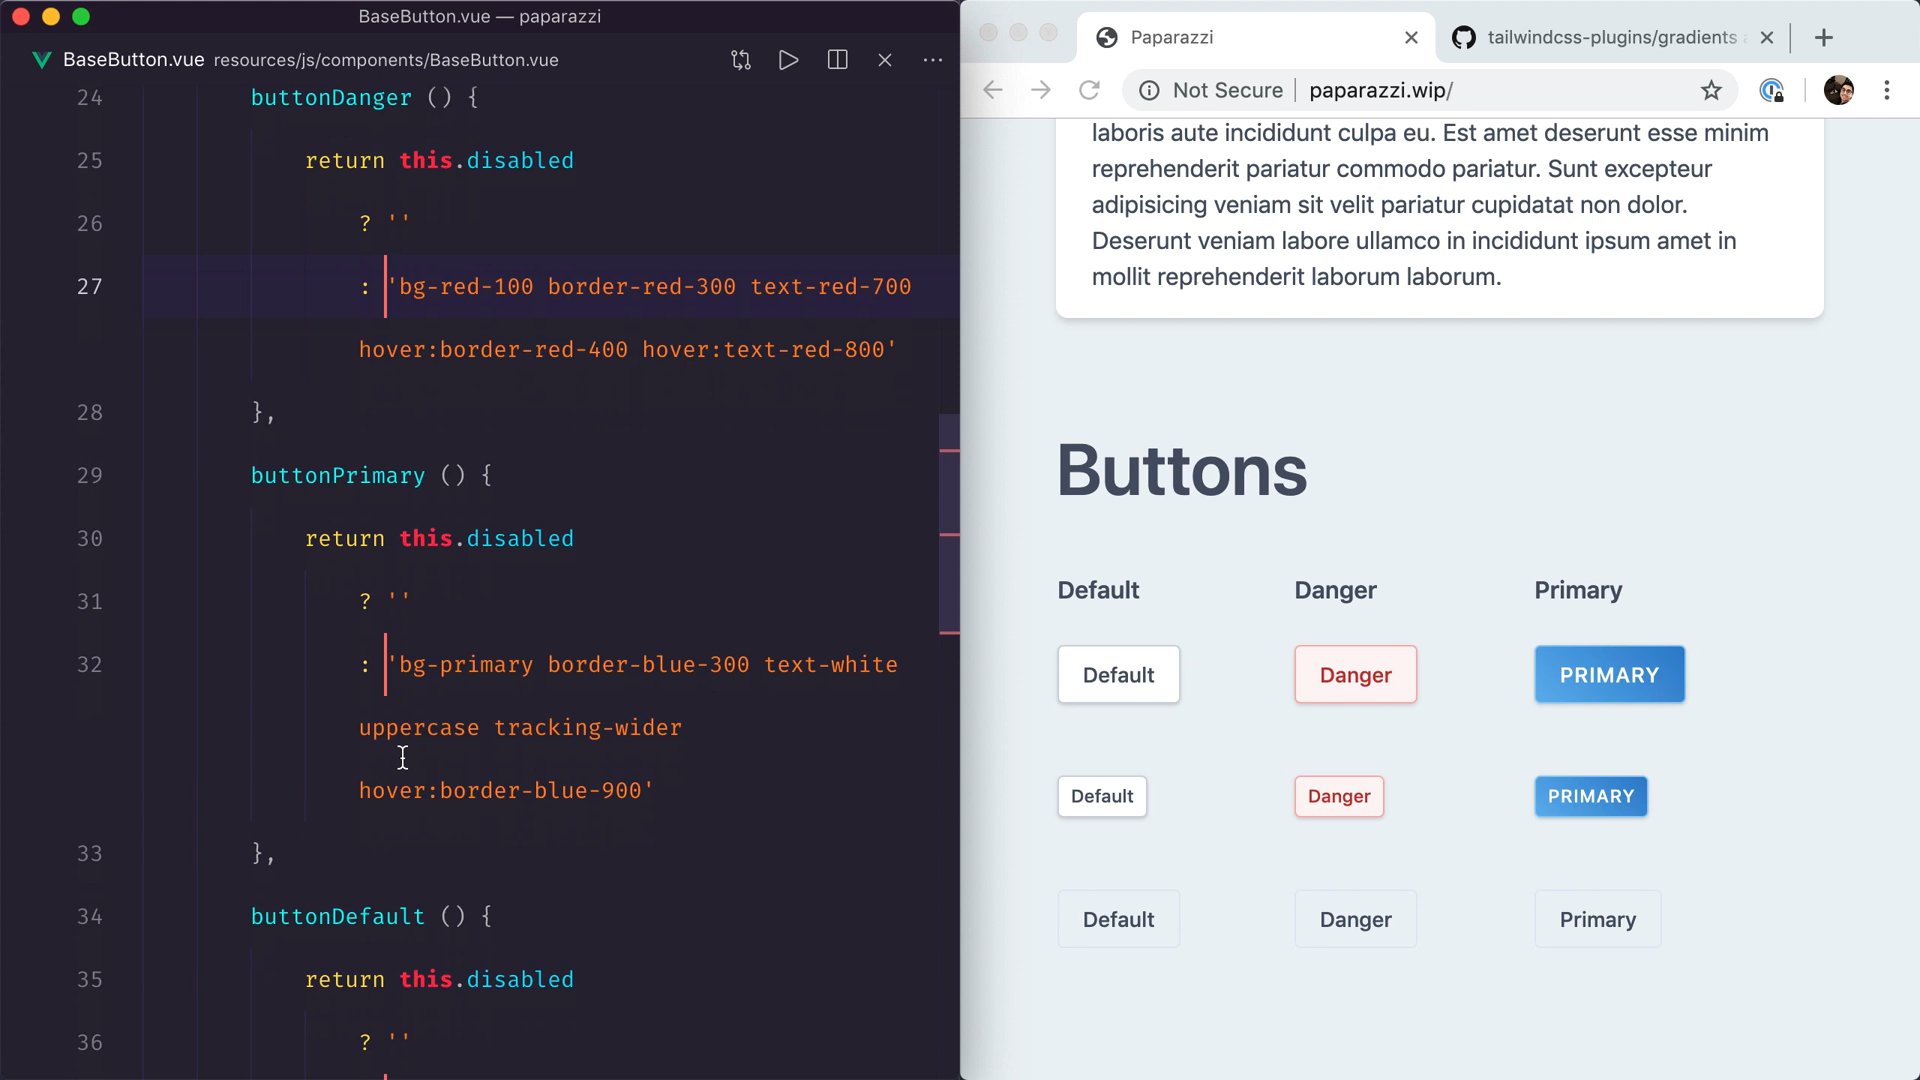 BaseButton.vue — paparazzi
BaseButton.vue resources/js/components/BaseButton.vue
24 buttonDanger () {
25 return this.disabled
26 ? ''
27 : 'bg-red-100 border-red-300 text-red-700
hover:border-red-400 hover:text-red-800'
28 },
29 buttonPrimary () {
30 return this.disabled
31 ? ''
32 : 'bg-primary border-blue-300 text-white
uppercase tracking-wider
hover:border-blue-900'
33 },
34 buttonDefault () {
35 return this.disabled
36 ? ''
Paparazzi
tailwindcss-plugins/gradients
Not Secure paparazzi.wip/
laboris aute incididunt culpa eu. Est amet deserunt esse minim
reprehenderit pariatur commodo pariatur. Sunt excepteur
adipisicing veniam sit velit pariatur cupidatat non dolor.
Deserunt veniam labore ullamco in incididunt ipsum amet in
mollit reprehenderit laborum laborum.
Buttons
Default Danger Primary
Default Danger PRIMARY
Default Danger PRIMARY
Default Danger Primary